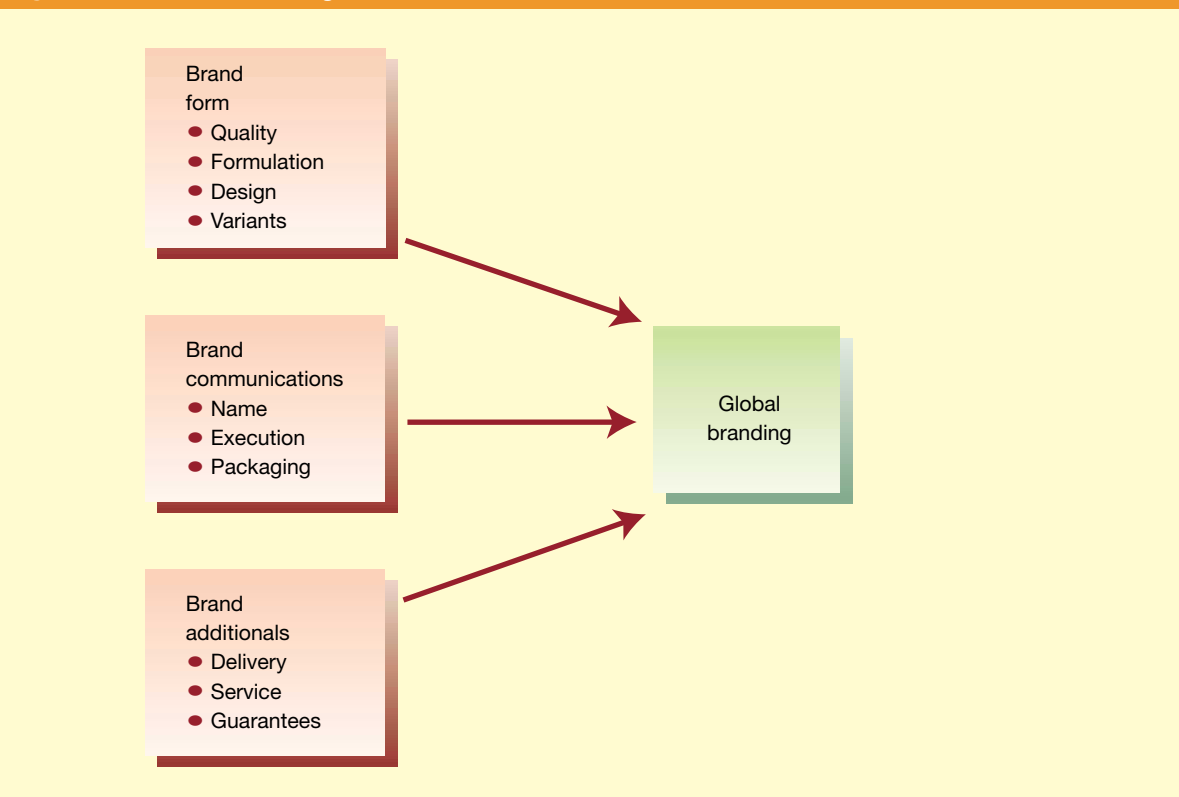 Brand
form
• Quality
• Formulation
• Design
• Variants
Brand
communications
• Name
• Execution
• Packaging
Brand
additionals
• Delivery
• Service
• Guarantees
Global
branding